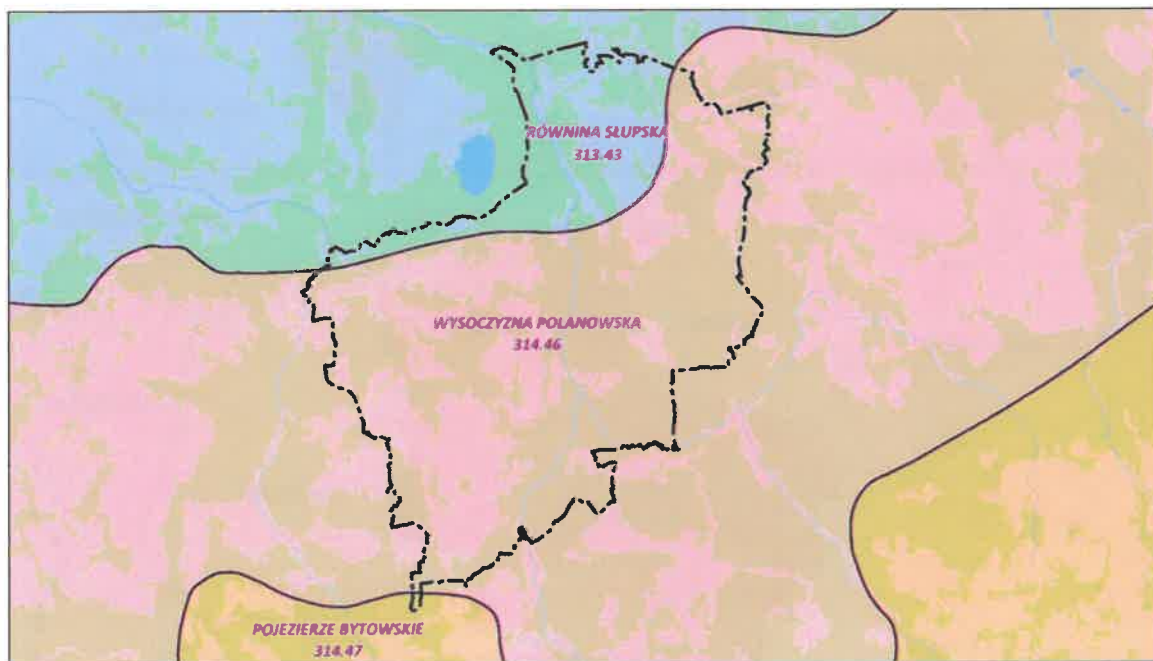 RÓWNINA SŁUPSKA
313.43
WYSOCZYZNA POLANOWSKA
314.46
POJEZIERZE BYTOWSKIE
314.47